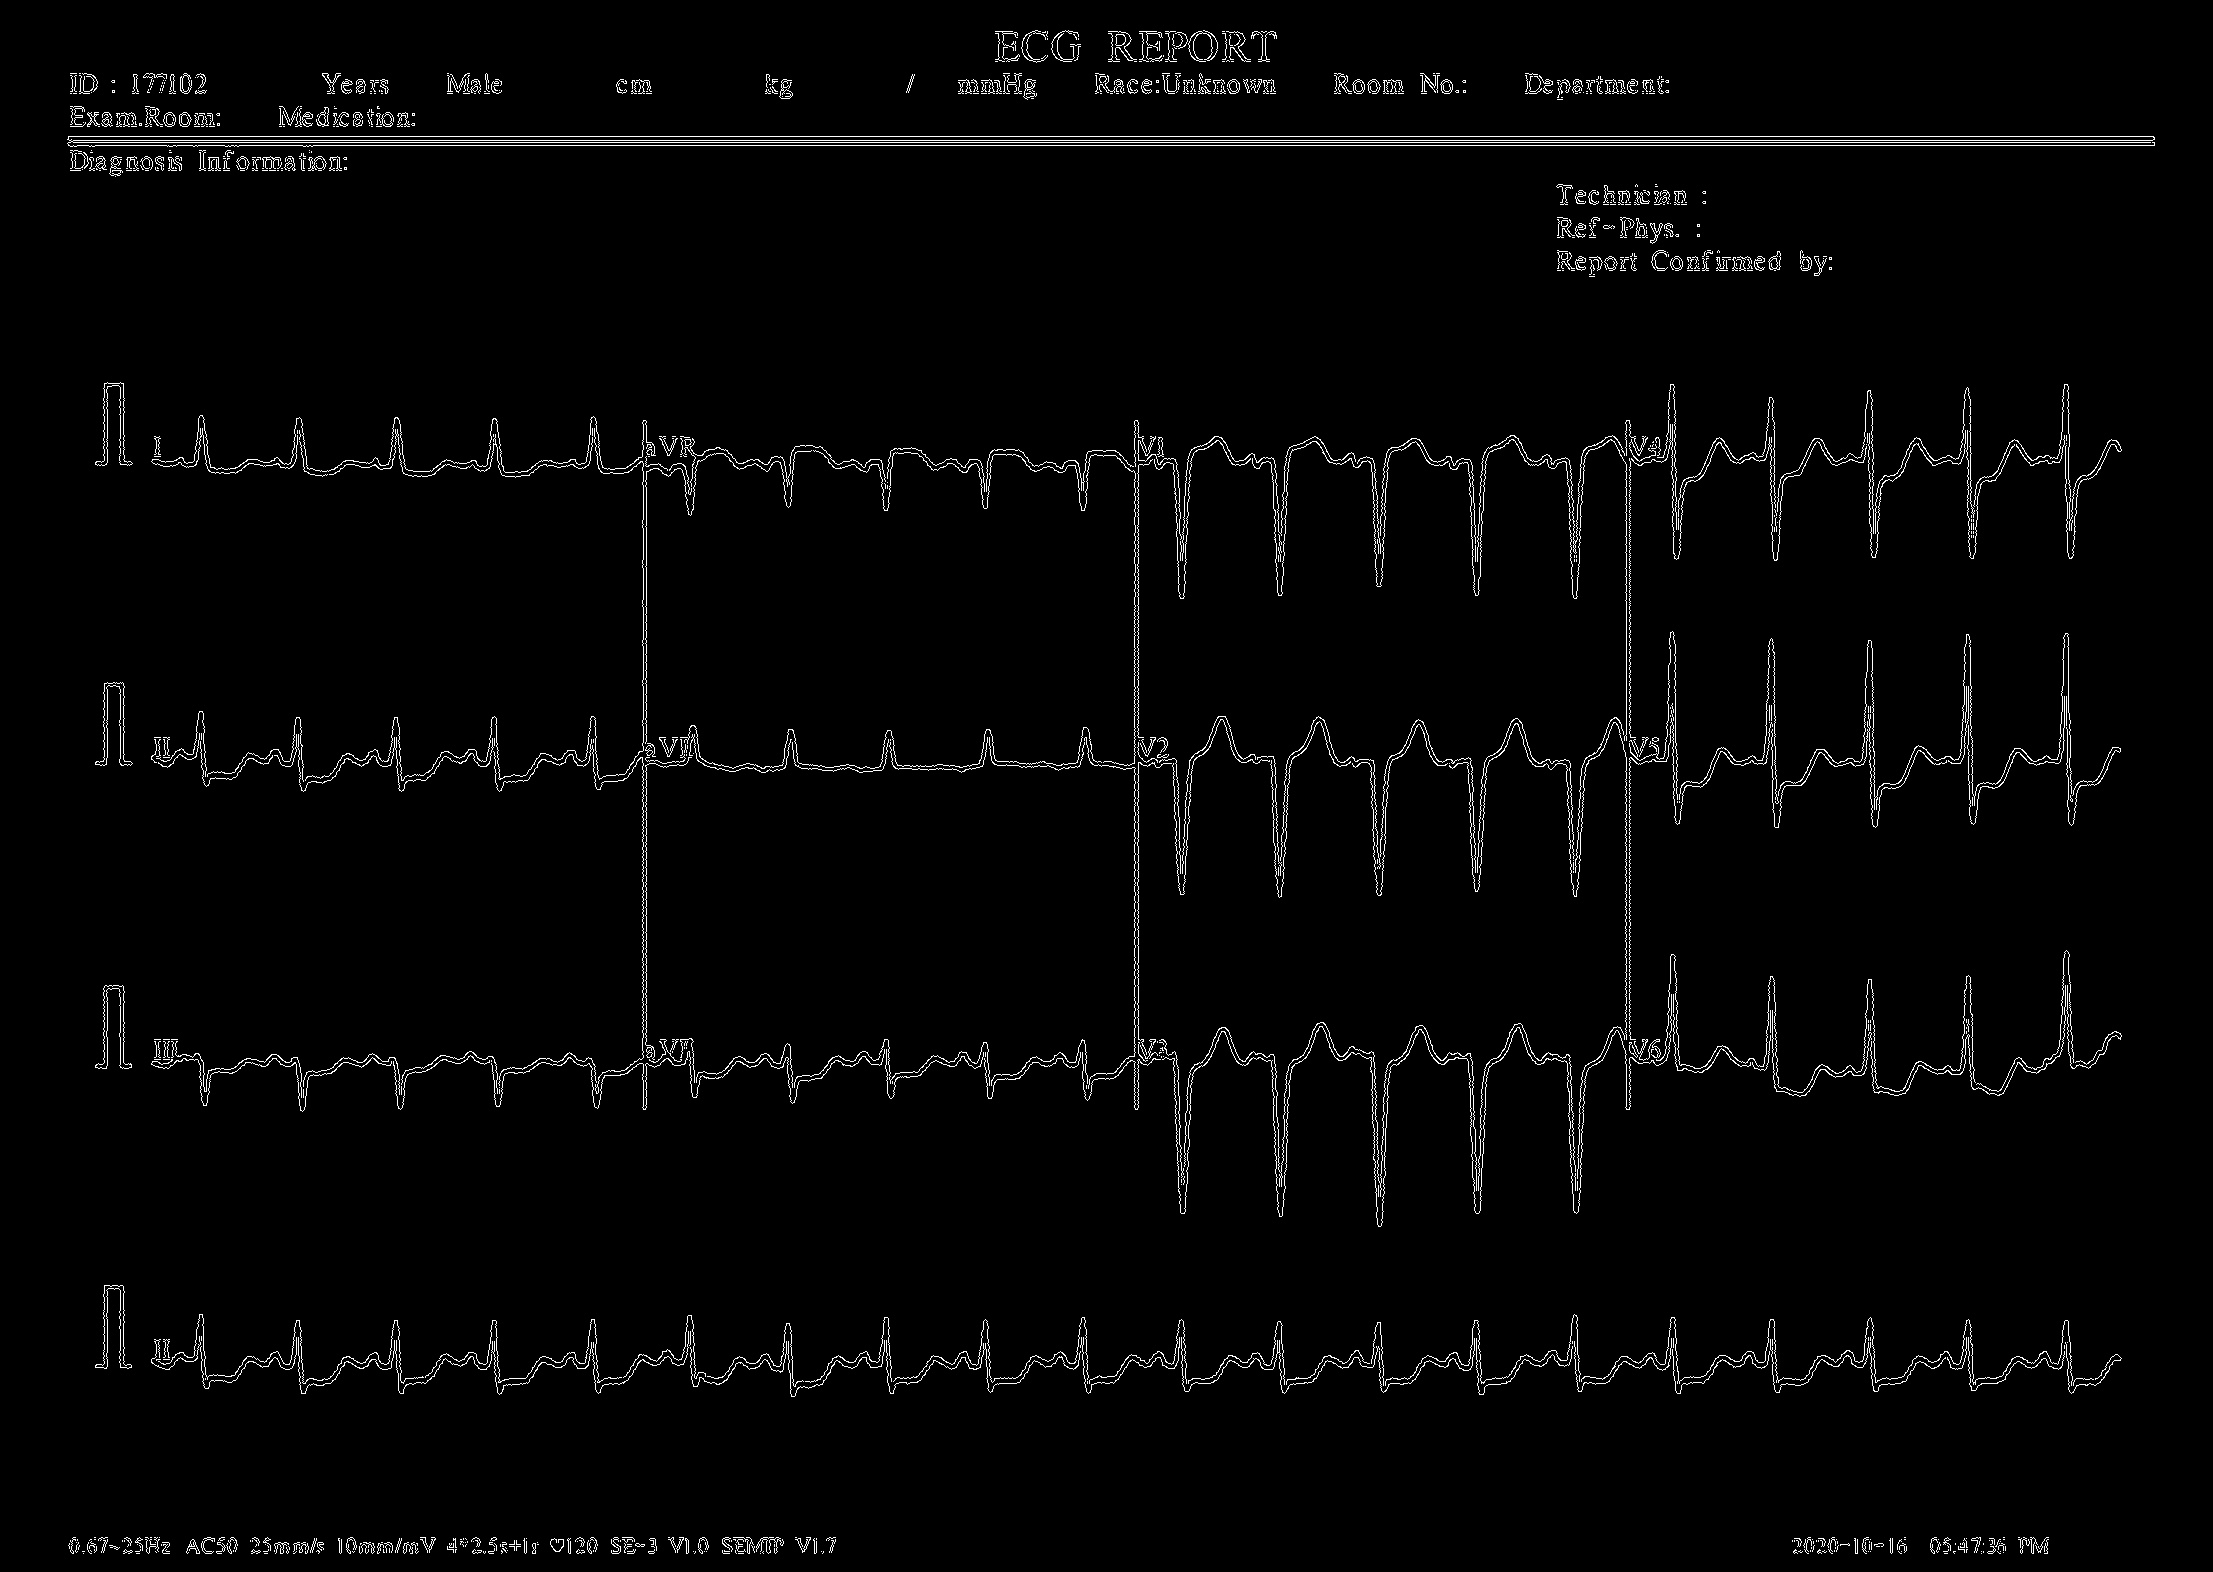 ECG REPORT
ID : 177102 Years Male cm kg / mmHg Race:Unknown Room No.: Department:
Exam.Room: Medication:
Diagnosis Information:
Technician :
Ref-Phys. :
Report Confirmed by:
I aVR V1 V4
II aVL V2 V5
III aVF V3 V6
II
0.67~25Hz AC50 25mm/s 10mm/mV 4*2.5s+1r ♡120 SE-3 V1.0 SEMIP V1.7 2020-10-16 05:47:36 PM